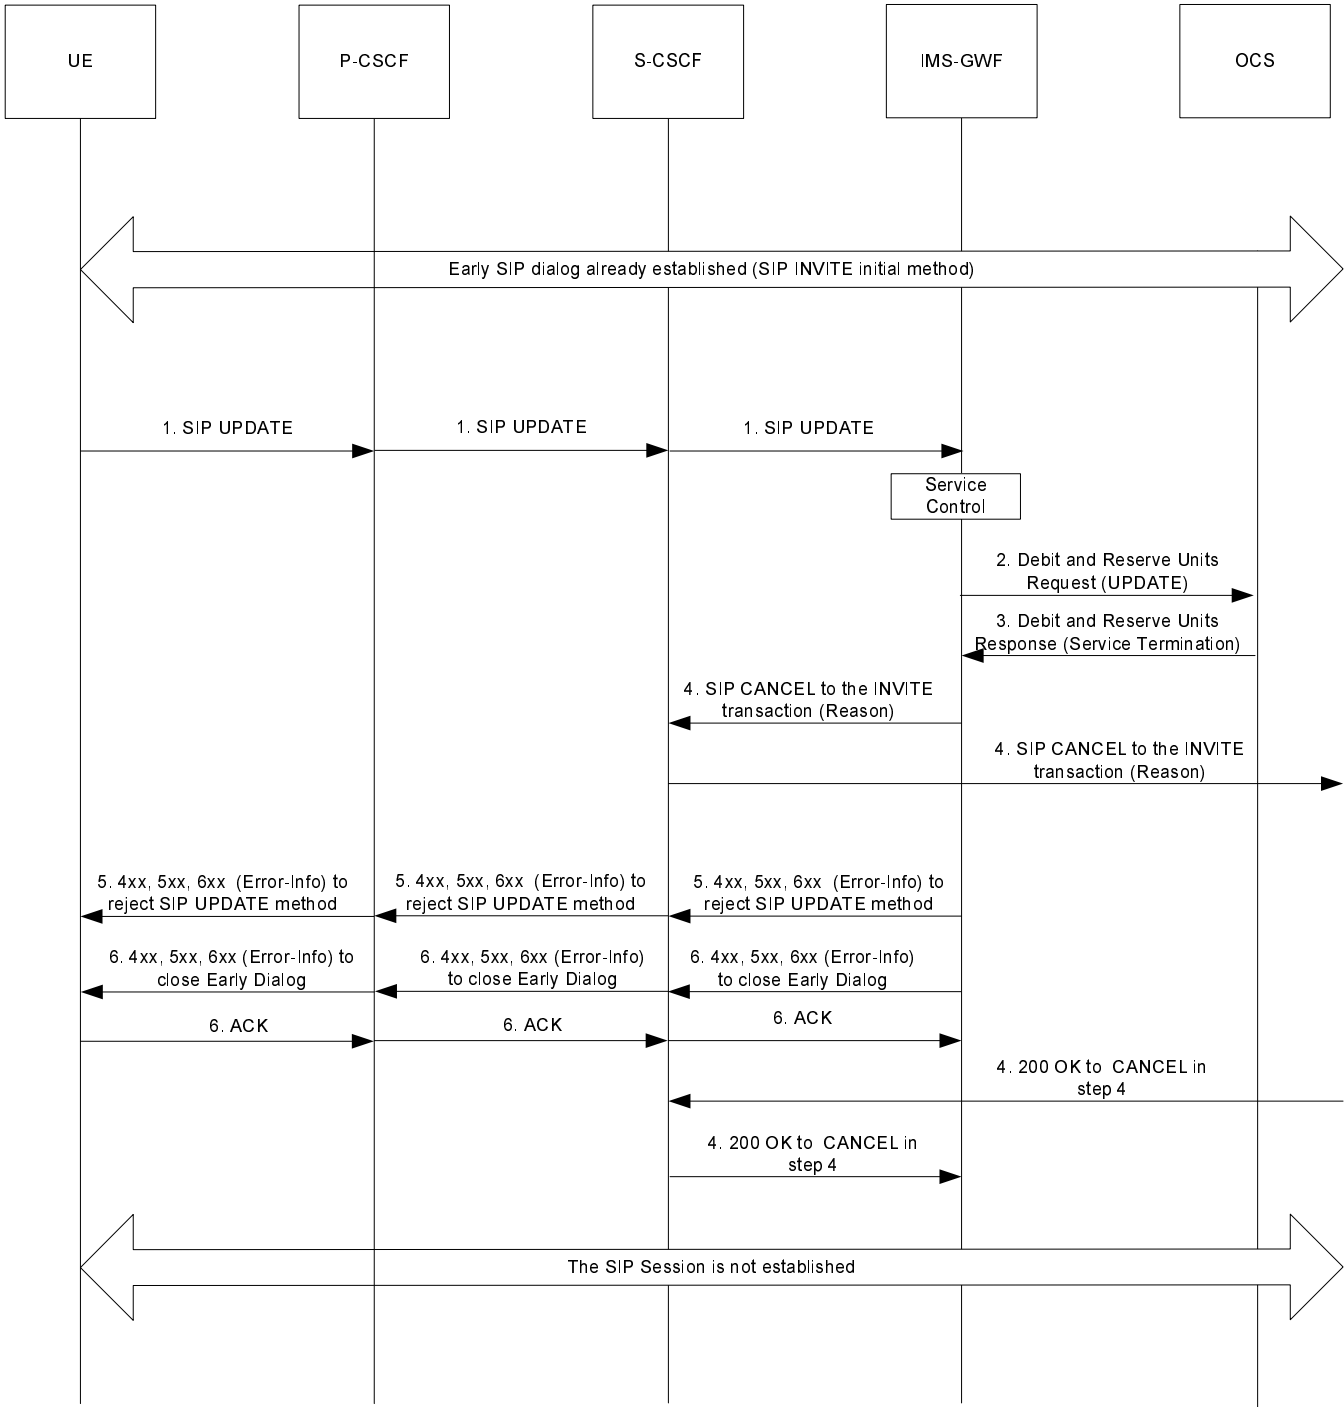 UE
P-CSCF
S-CSCF
IMS-GWF
OCS
Early SIP dialog already established (SIP INVITE initial method)
1. SIP UPDATE
1. SIP UPDATE
1. SIP UPDATE
Service
Control
2. Debit and Reserve Units
Request (UPDATE)
3. Debit and Reserve Units
Response (Service Termination)
4. SIP CANCEL to the INVITE
transaction (Reason)
4. SIP CANCEL to the INVITE
transaction (Reason)
5. 4xx, 5xx, 6xx (Error-Info) to
reject SIP UPDATE method
5. 4xx, 5xx, 6xx (Error-Info) to
reject SIP UPDATE method
5. 4xx, 5xx, 6xx (Error-Info) to
reject SIP UPDATE method
6. 4xx, 5xx, 6xx (Error-Info) to
close Early Dialog
6. 4xx, 5xx, 6xx (Error-Info)
to close Early Dialog
6. 4xx, 5xx, 6xx (Error-Info)
to close Early Dialog
6. ACK
6. ACK
6. ACK
4. 200 OK to CANCEL in
step 4
4. 200 OK to CANCEL in
step 4
The SIP Session is not established